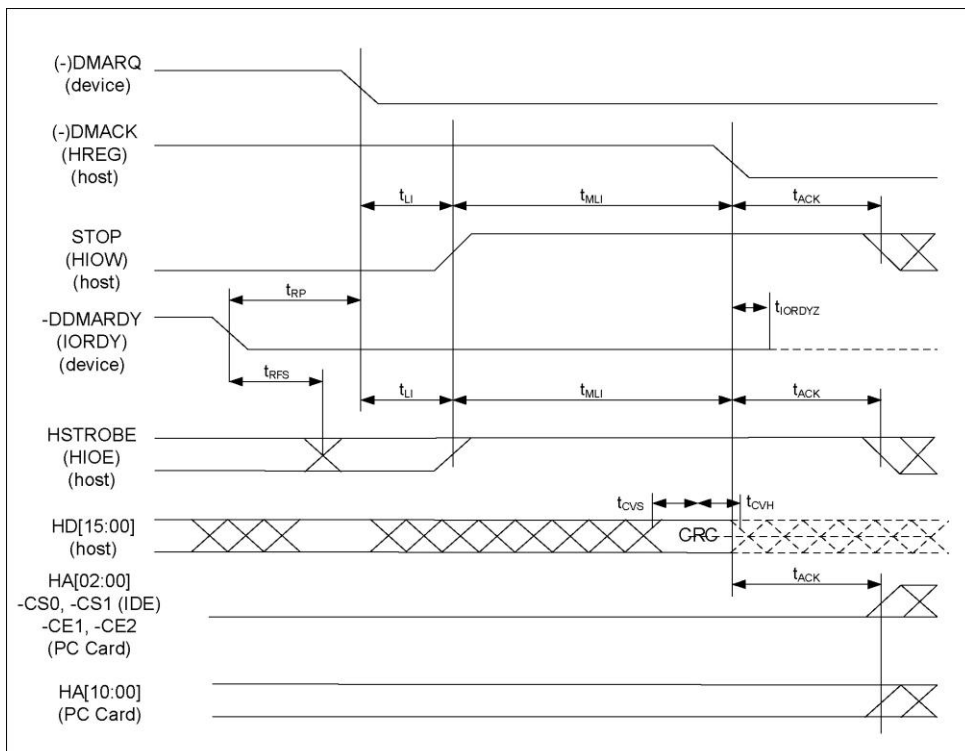 (-)DMARQ
(device)
(-)DMACK
(HREG)
(host)
tLI
tMLI
tACK
STOP
(HIOW)
(host)
tRP
tIORDYZ
-DDMARDY
(IORDY)
(device)
tRFS
tLI
tMLI
tACK
HSTROBE
(HIOE)
(host)
tCVS
tCVH
HD[15:00]
(host)
CRC
HA[02:00]
-CS0, -CS1 (IDE)
-CE1, -CE2
(PC Card)
tACK
HA[10:00]
(PC Card)